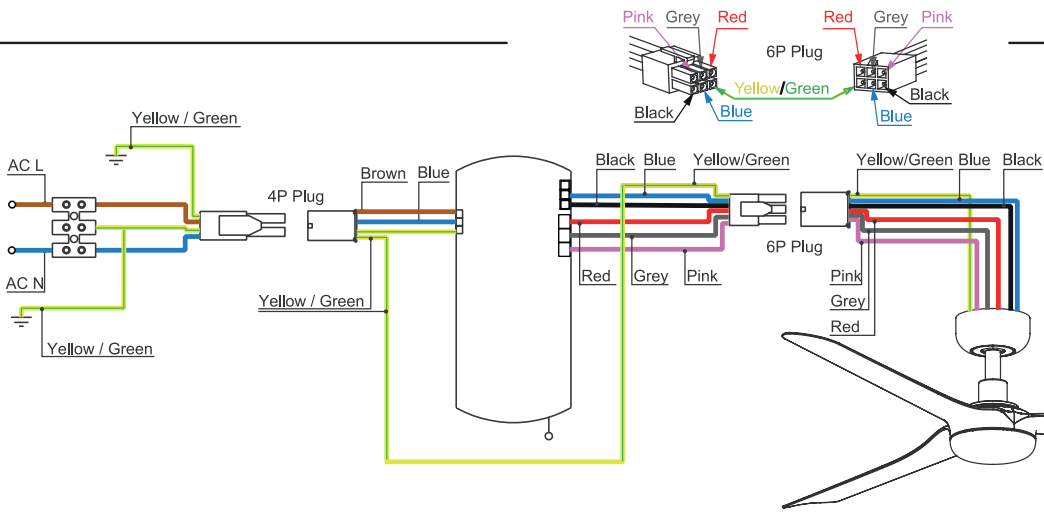 Pink Grey Red
Red Grey Pink
6P Plug
Yellow/Green
Black
Blue
Black
Blue
Yellow / Green
AC L
4P Plug
Brown Blue
Black Blue Yellow/Green
Yellow/Green Blue Black
AC N
Yellow / Green
Yellow / Green
Red Grey Pink
6P Plug
Pink
Grey
Red